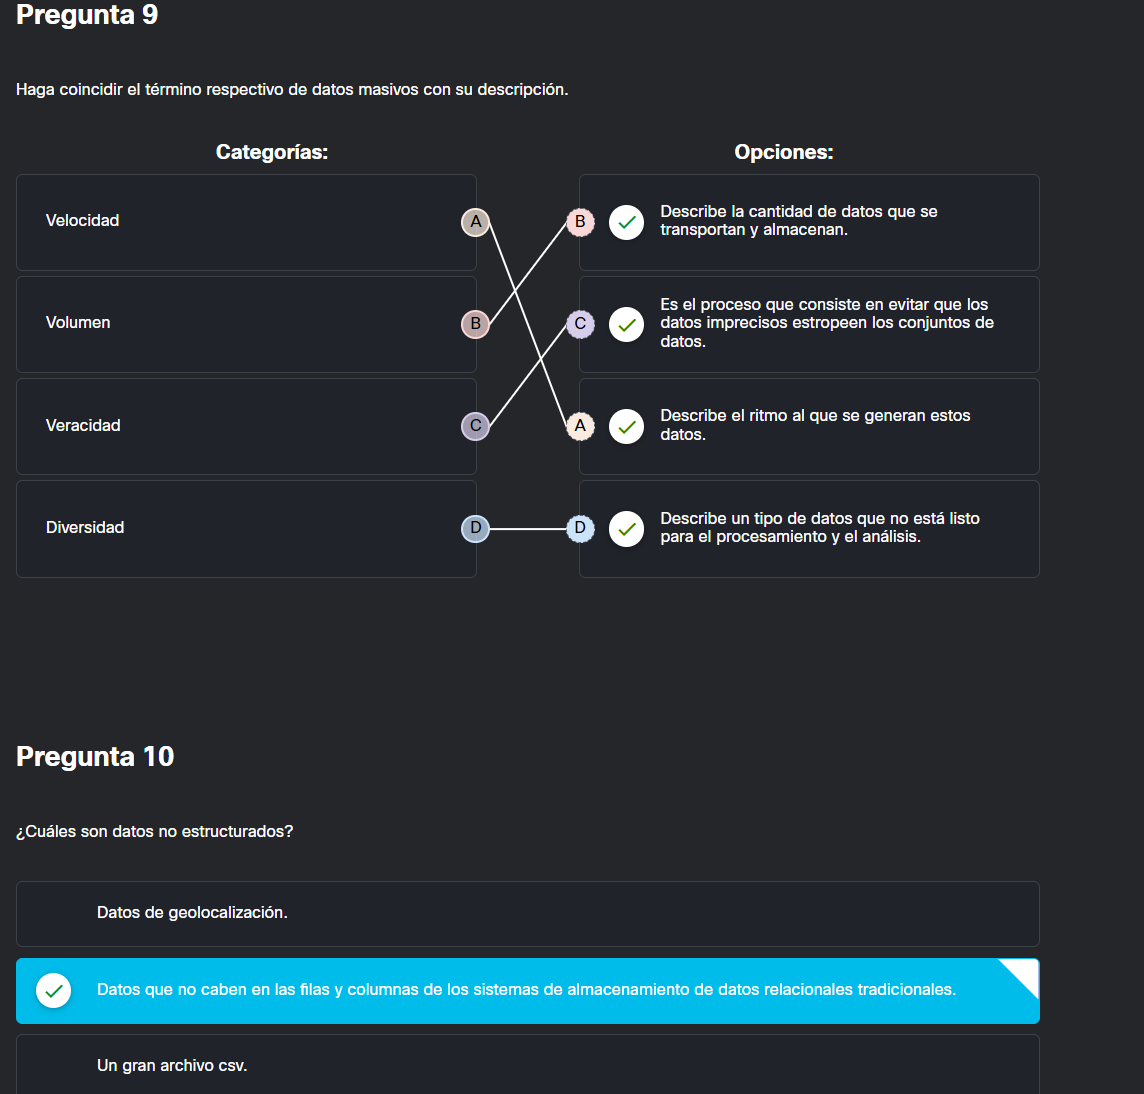 Pregunta 9
Haga coincidir el término respectivo de datos masivos con su descripción.
Categorías:
Opciones:
Velocidad
A
B
Describe la cantidad de datos que se
transportan y almacenan.
Volumen
B
C
Es el proceso que consiste en evitar que los
datos imprecisos estropeen los conjuntos de
datos.
Veracidad
C
A
Describe el ritmo al que se generan estos
datos.
Diversidad
D
D
Describe un tipo de datos que no está listo
para el procesamiento y el análisis.
Pregunta 10
¿Cuáles son datos no estructurados?
Datos de geolocalización.
Datos que no caben en las filas y columnas de los sistemas de almacenamiento de datos relacionales tradicionales.
Un gran archivo csv.